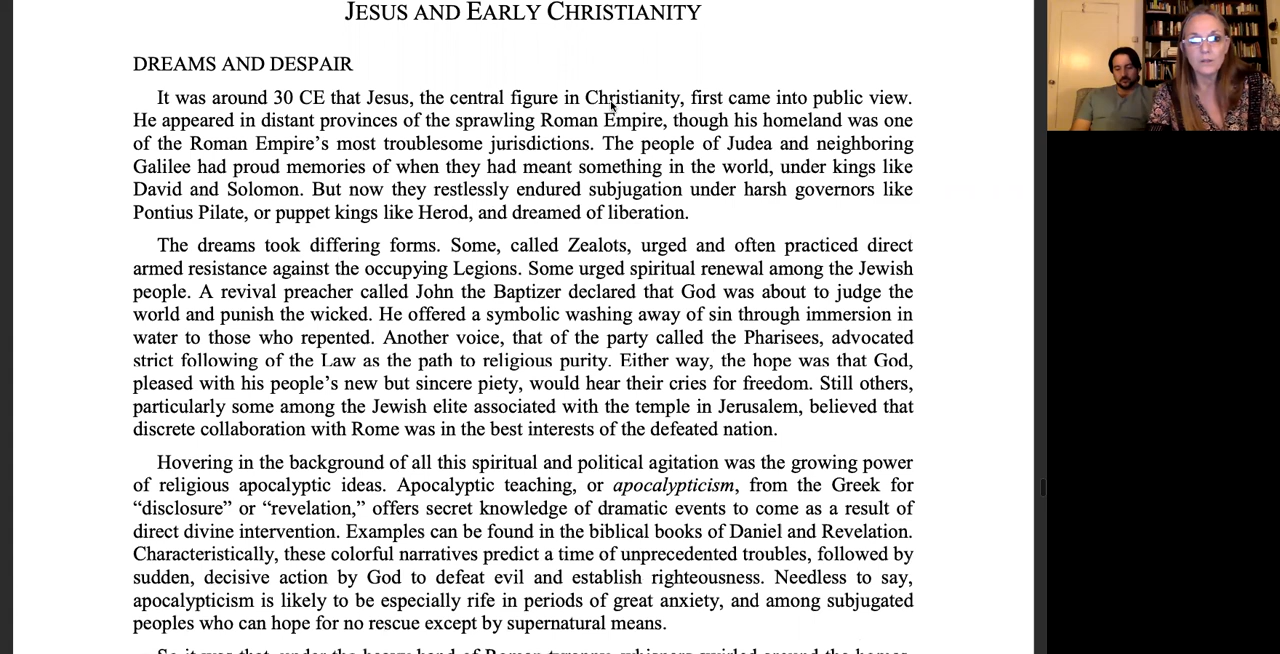 JESUS AND EARLY CHRISTIANITY
DREAMS AND DESPAIR
It was around 30 CE that Jesus, the central figure in Christianity, first came into public view.
He appeared in distant provinces of the sprawling Roman Empire, though his homeland was one
of the Roman Empire’s most troublesome jurisdictions. The people of Judea and neighboring
Galilee had proud memories of when they had meant something in the world, under kings like
David and Solomon. But now they restlessly endured subjugation under harsh governors like
Pontius Pilate, or puppet kings like Herod, and dreamed of liberation.
The dreams took differing forms. Some, called Zealots, urged and often practiced direct
armed resistance against the occupying Legions. Some urged spiritual renewal among the Jewish
people. A revival preacher called John the Baptizer declared that God was about to judge the
world and punish the wicked. He offered a symbolic washing away of sin through immersion in
water to those who repented. Another voice, that of the party called the Pharisees, advocated
strict following of the Law as the path to religious purity. Either way, the hope was that God,
pleased with his people’s new but sincere piety, would hear their cries for freedom. Still others,
particularly some among the Jewish elite associated with the temple in Jerusalem, believed that
discrete collaboration with Rome was in the best interests of the defeated nation.
Hovering in the background of all this spiritual and political agitation was the growing power
of religious apocalyptic ideas. Apocalyptic teaching, or apocalypticism, from the Greek for
“disclosure” or “revelation,” offers secret knowledge of dramatic events to come as a result of
direct divine intervention. Examples can be found in the biblical books of Daniel and Revelation.
Characteristically, these colorful narratives predict a time of unprecedented troubles, followed by
sudden, decisive action by God to defeat evil and establish righteousness. Needless to say,
apocalypticism is likely to be especially rife in periods of great anxiety, and among subjugated
peoples who can hope for no rescue except by supernatural means.